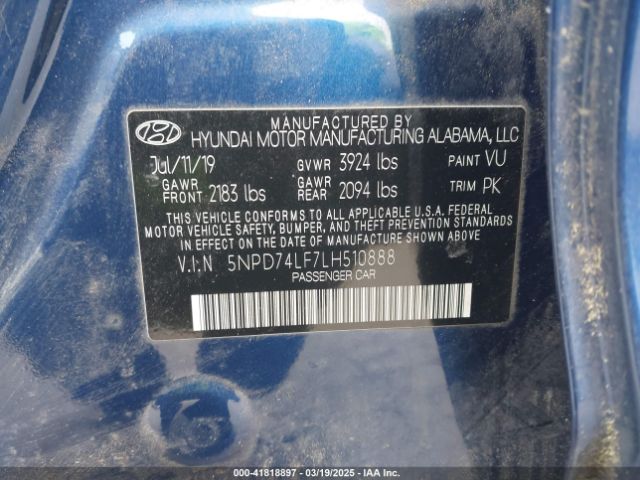 MANUFACTURED BY
HYUNDAI MOTOR MANUFACTURING ALABAMA, LLC
Jul/11/19 GVWR 3924 lbs PAINT VU
GAWR FRONT 2183 lbs GAWR REAR 2094 lbs TRIM PK
THIS VEHICLE CONFORMS TO ALL APPLICABLE U.S.A. FEDERAL
MOTOR VEHICLE SAFETY, BUMPER, AND THEFT PREVENTION STANDARDS
IN EFFECT ON THE DATE OF MANUFACTURE SHOWN ABOVE.
V.I.N 5NPD74LF7LH510888
PASSENGER CAR
500-41818897 - 03/19/2025 - IAA Inc.